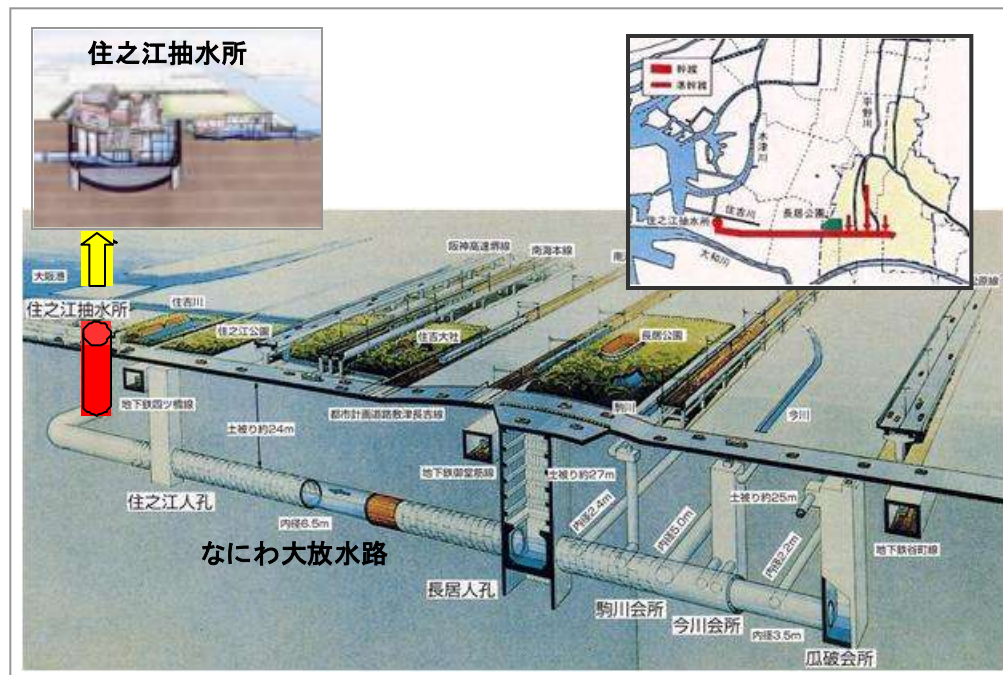 住之江抽水所
幹線
準幹線
平野川
木津川
住吉川
長居公園
住之江抽水所
大和川
阪神高速堺線
南海本線
大阪港
住吉川
住之江抽水所
住之江公園
住吉大社
長居公園
地下鉄四ツ橋線
都市計画道路敷津長吉線
駒川
今川
土被り約24m
地下鉄御堂筋線
土被り約27m
土被り約25m
住之江人孔
内径2.4m
内径5.0m
内径2.2m
地下鉄谷町線
内径6.5m
なにわ大放水路
長居人孔
駒川会所
今川会所
内径3.5m
瓜破会所